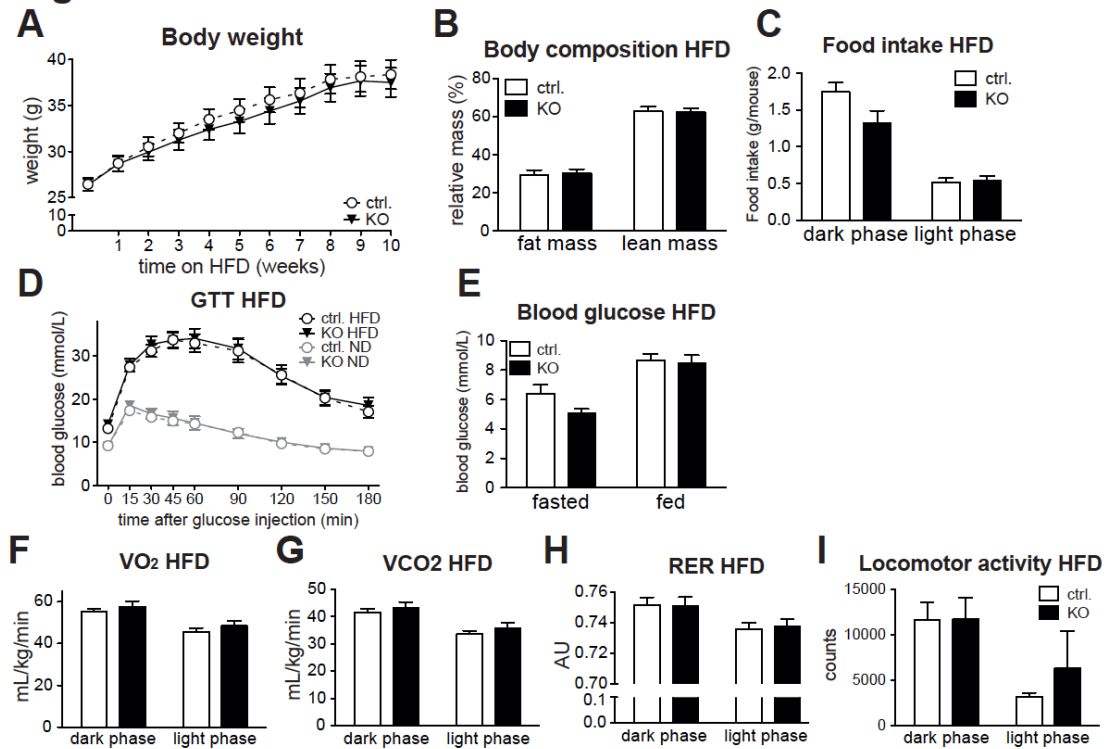 A
Body weight
weight (g)
40
35
30
25
10
0
ctrl.
KO
1 2 3 4 5 6 7 8 9 10
time on HFD (weeks)
B
Body composition HFD
relative mass (%)
80
60
40
20
0
ctrl.
KO
fat mass lean mass
C
Food intake HFD
Food intake (g/mouse)
2.0
1.5
1.0
0.5
0.0
ctrl.
KO
dark phase light phase
D
GTT HFD
blood glucose (mmol/L)
30
20
10
0
ctrl. HFD
KO HFD
ctrl. ND
KO ND
0 15 30 45 60 90 120 150 180
time after glucose injection (min)
E
Blood glucose HFD
blood glucose (mmol/L)
10
8
6
4
2
0
ctrl.
KO
fasted fed
F
VO2 HFD
mL/kg/min
60
40
20
0
dark phase light phase
G
VCO2 HFD
mL/kg/min
50
40
30
20
10
0
dark phase light phase
H
RER HFD
AU
0.76
0.74
0.72
0.70
0.1
0.0
dark phase light phase
I
Locomotor activity HFD
counts
15000
10000
5000
0
ctrl.
KO
dark phase light phase